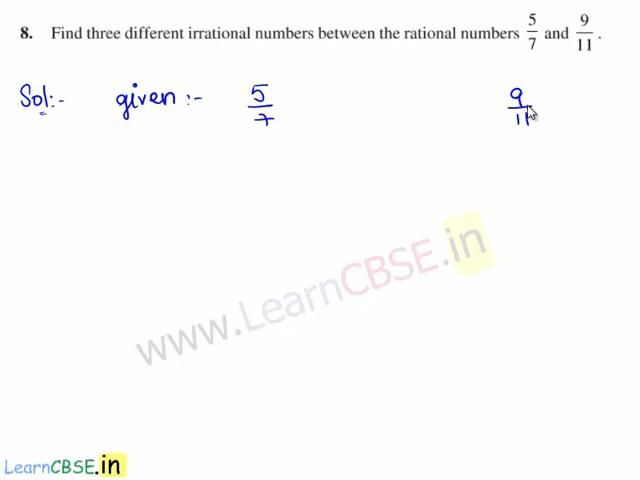 8. Find three different irrational numbers between the rational numbers 5/7 and 9/11 .
Sol:- given :- 5/7 9/11
www.LearnCBSE.in
LearnCBSE.in